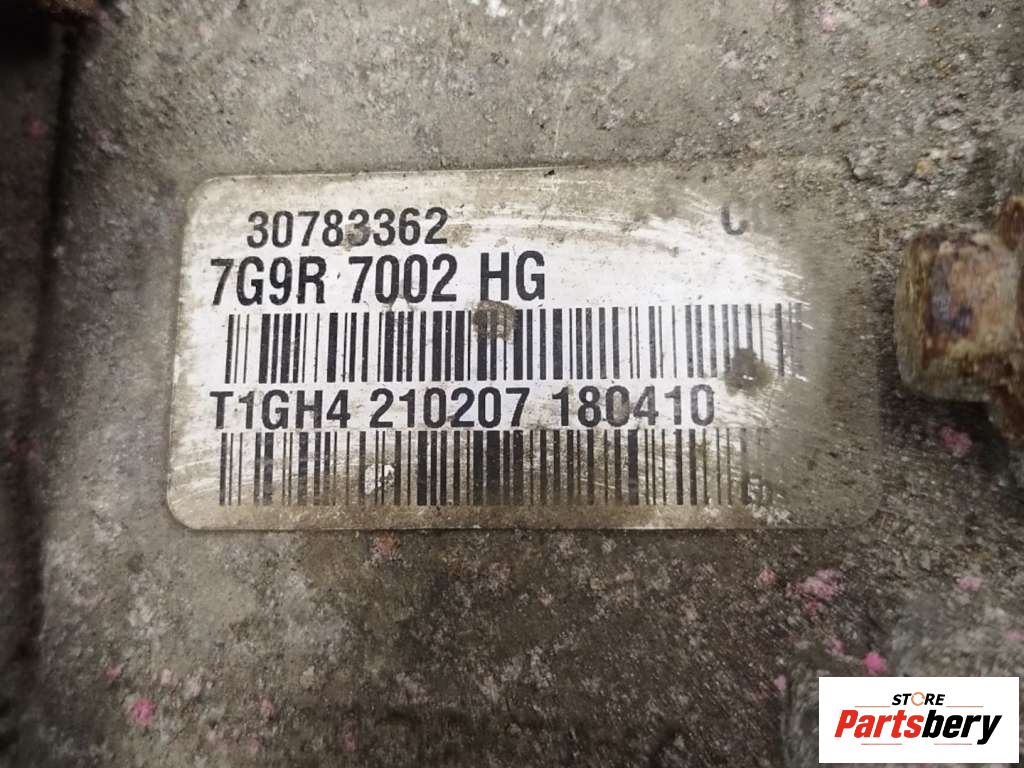 30783362
7G9R 7002 HG
T1GH4 210207 180410
STORE
Partsbery